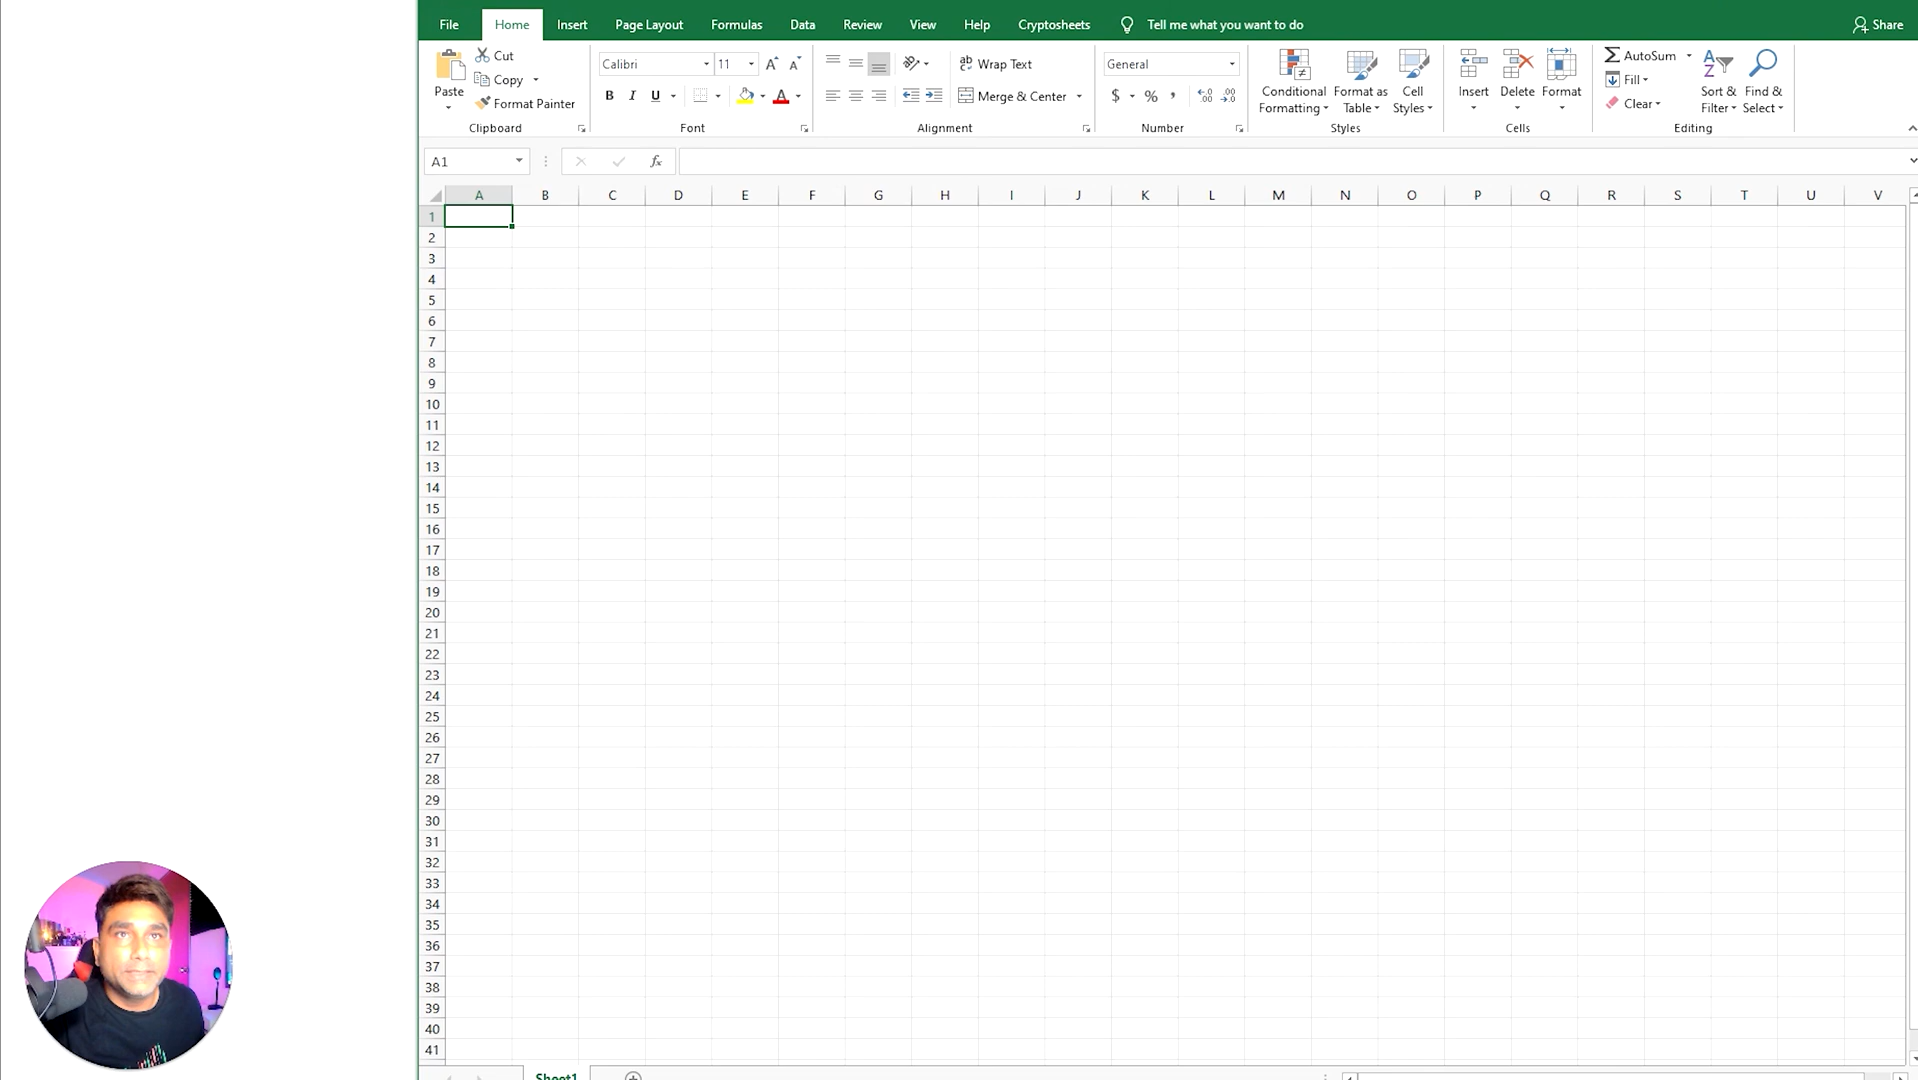 File Home Insert Page Layout Formulas Data Review View Help Cryptosheets Tell me what you want to do Share
Paste
Cut
Copy
Format Painter
Clipboard
Calibri 11
B I U
Font
Wrap Text
Merge & Center
Alignment
General
$ % ,
Number
Conditional Formatting
Format as Table
Cell Styles
Styles
Insert
Delete
Format
Cells
AutoSum
Fill
Clear
Sort & Filter
Find & Select
Editing
A1 fx
A B C D E F G H I J K L M N O P Q R S T U V
1
2
3
4
5
6
7
8
9
10
11
12
13
14
15
16
17
18
19
20
21
22
23
24
25
26
27
28
29
30
31
32
33
34
35
36
37
38
39
40
41
Sheet1